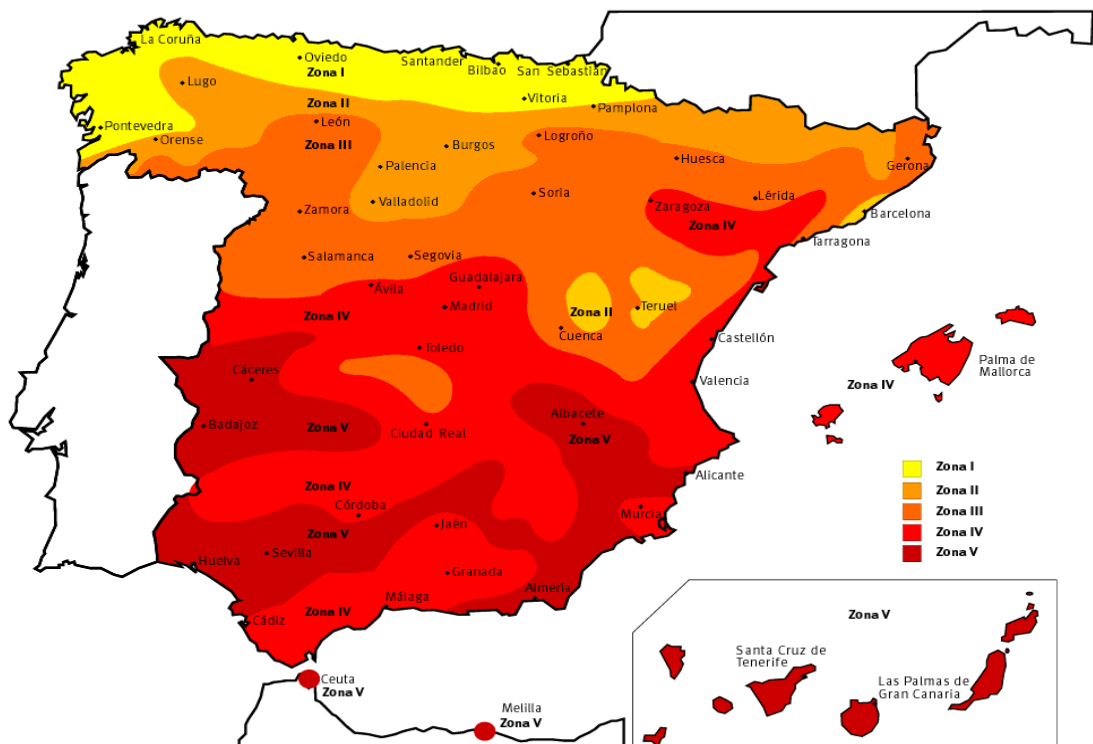 La Coruña
Oviedo
Santander
Bilbao
San Sebastián
Zona I
Lugo
Vitoria
Zona II
Pamplona
León
Pontevedra
Orense
Zona III
Logroño
Burgos
Palencia
Huesca
Gerona
Soria
Valladolid
Zamora
Zaragoza
Lérida
Barcelona
Zona IV
Tarragona
Salamanca
Segovia
Guadalajara
Ávila
Madrid
Zona IV
Zona II
Teruel
Cuenca
Toledo
Castellón
Cáceres
Valencia
Palma de
Mallorca
Zona IV
Albacete
Badajoz
Zona V
Ciudad Real
Zona V
Alicante
Zona IV
Córdoba
Murcia
Zona V
Jaén
Huelva
Sevilla
Granada
Almería
Málaga
Zona IV
Cádiz
Ceuta
Zona V
Melilla
Zona V
Zona I
Zona II
Zona III
Zona IV
Zona V
Zona V
Santa Cruz de
Tenerife
Las Palmas de
Gran Canaria